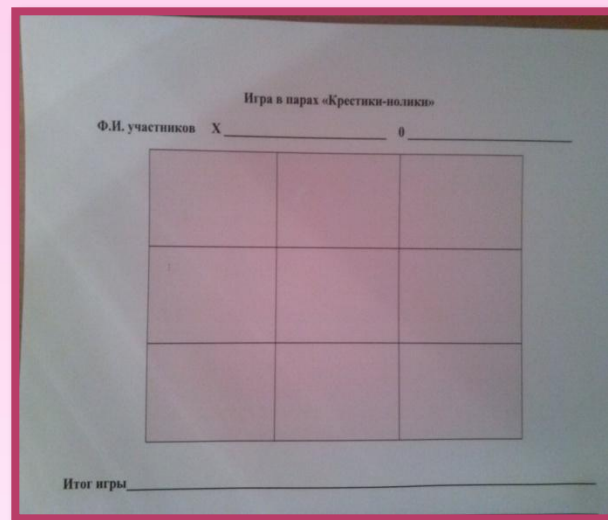 Игра в парах «Крестики-нолики»
Ф.И. участников X 0
Итог игры